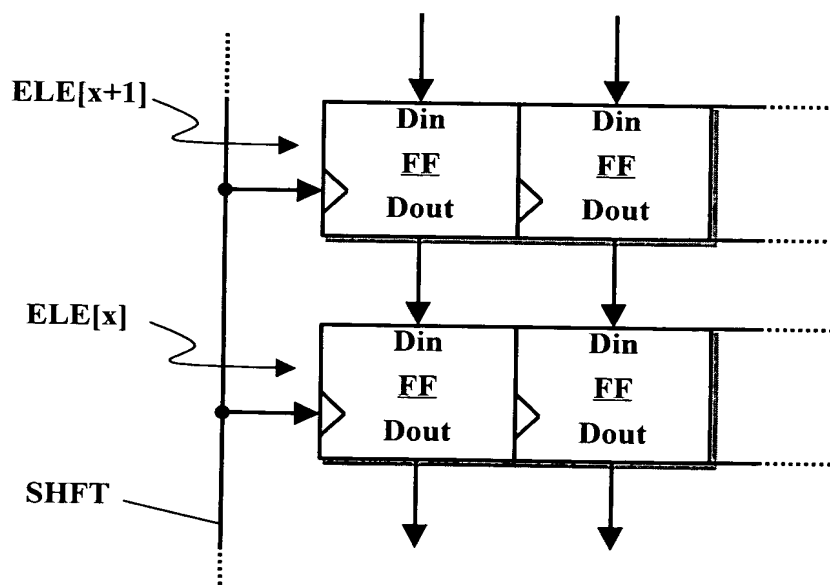 ELE[x+1]
Din Din
FF FF
Dout Dout
ELE[x]
Din Din
FF FF
Dout Dout
SHFT